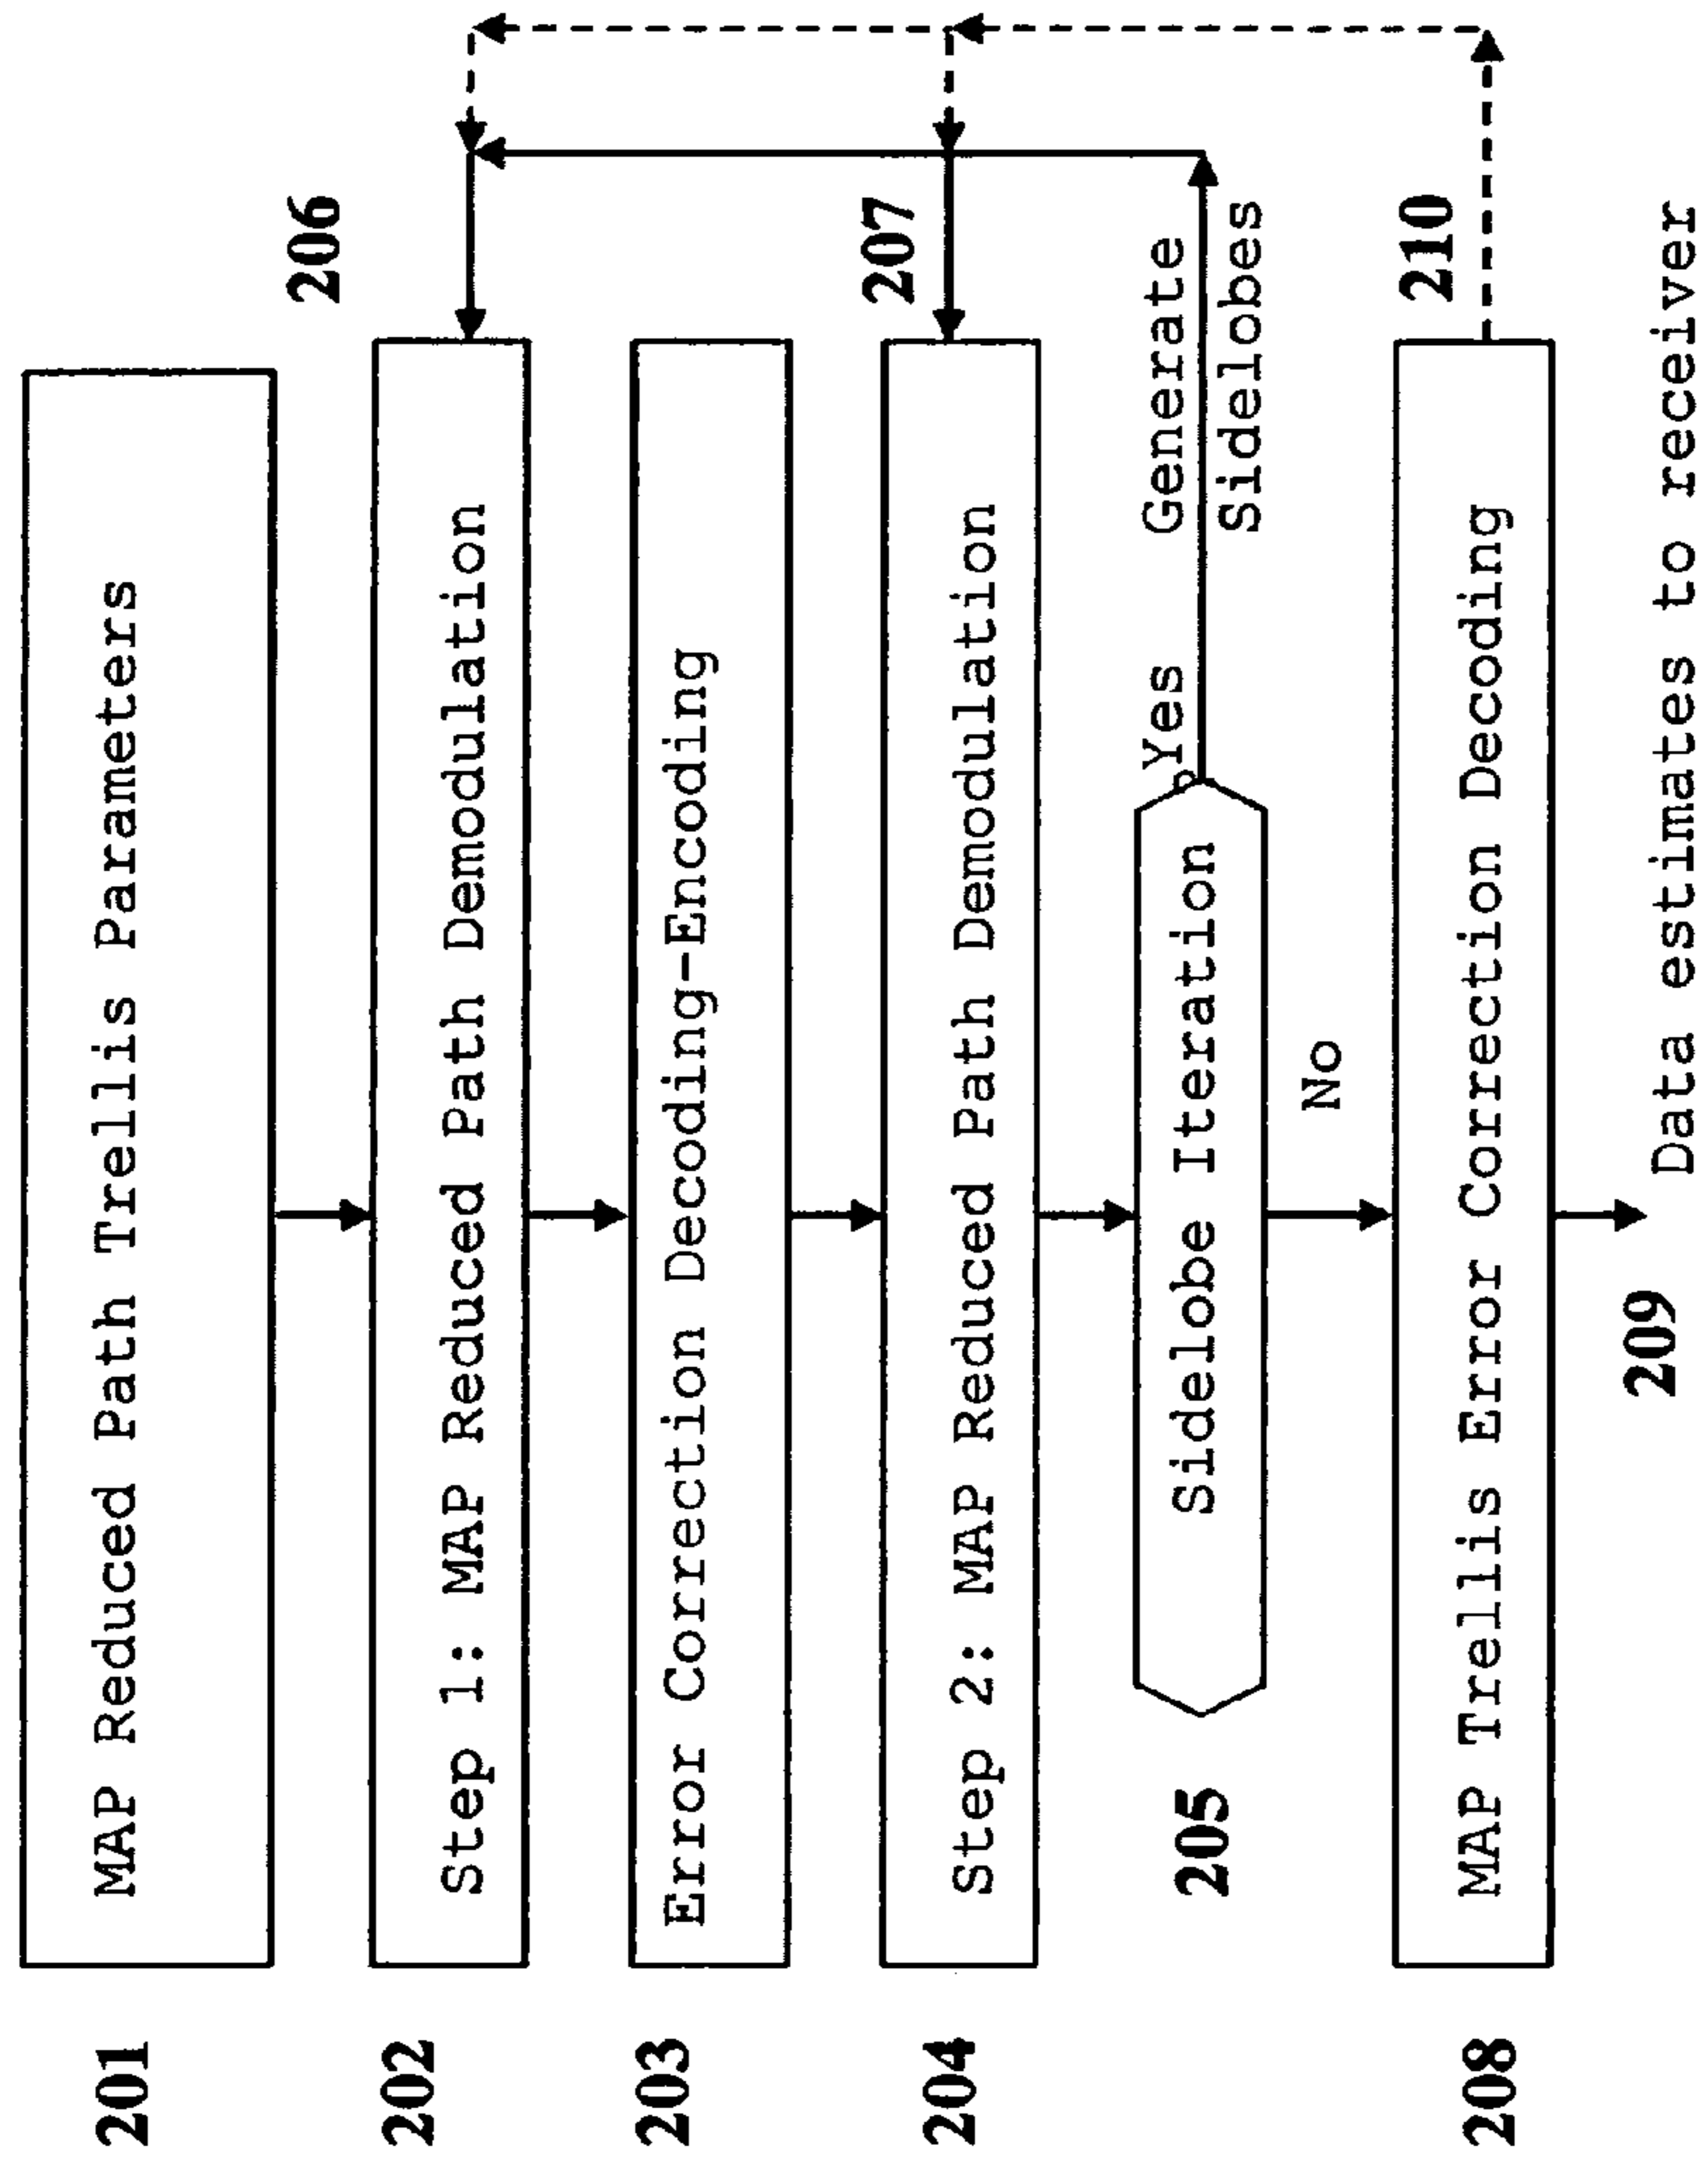 201
MAP Reduced Path Trellis Parameters
206
202
Step 1: MAP Reduced Path Demodulation
203
Error Correction Decoding-Encoding
207
204
Step 2: MAP Reduced Path Demodulation
205
Sidelobe Iteration
Yes
Generate
Sidelobes
No
210
208
MAP Trellis Error Correction Decoding
209
Data estimates to receiver